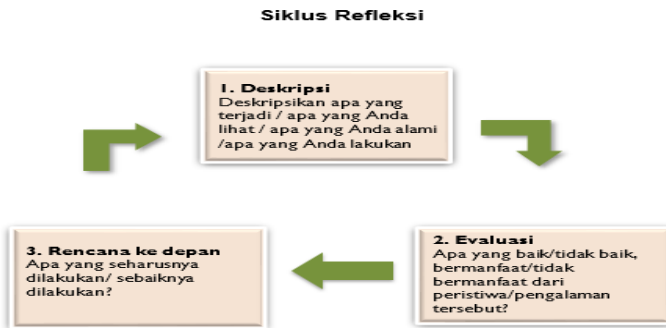 Siklus Refleksi
1. Deskripsi
Deskripsikan apa yang
terjadi / apa yang Anda
lihat / apa yang Anda alami
/apa yang Anda lakukan
2. Evaluasi
Apa yang baik/tidak baik,
bermanfaat/tidak
bermanfaat dari
peristiwa/pengalaman
tersebut?
3. Rencana ke depan
Apa yang seharusnya
dilakukan/ sebaiknya
dilakukan?